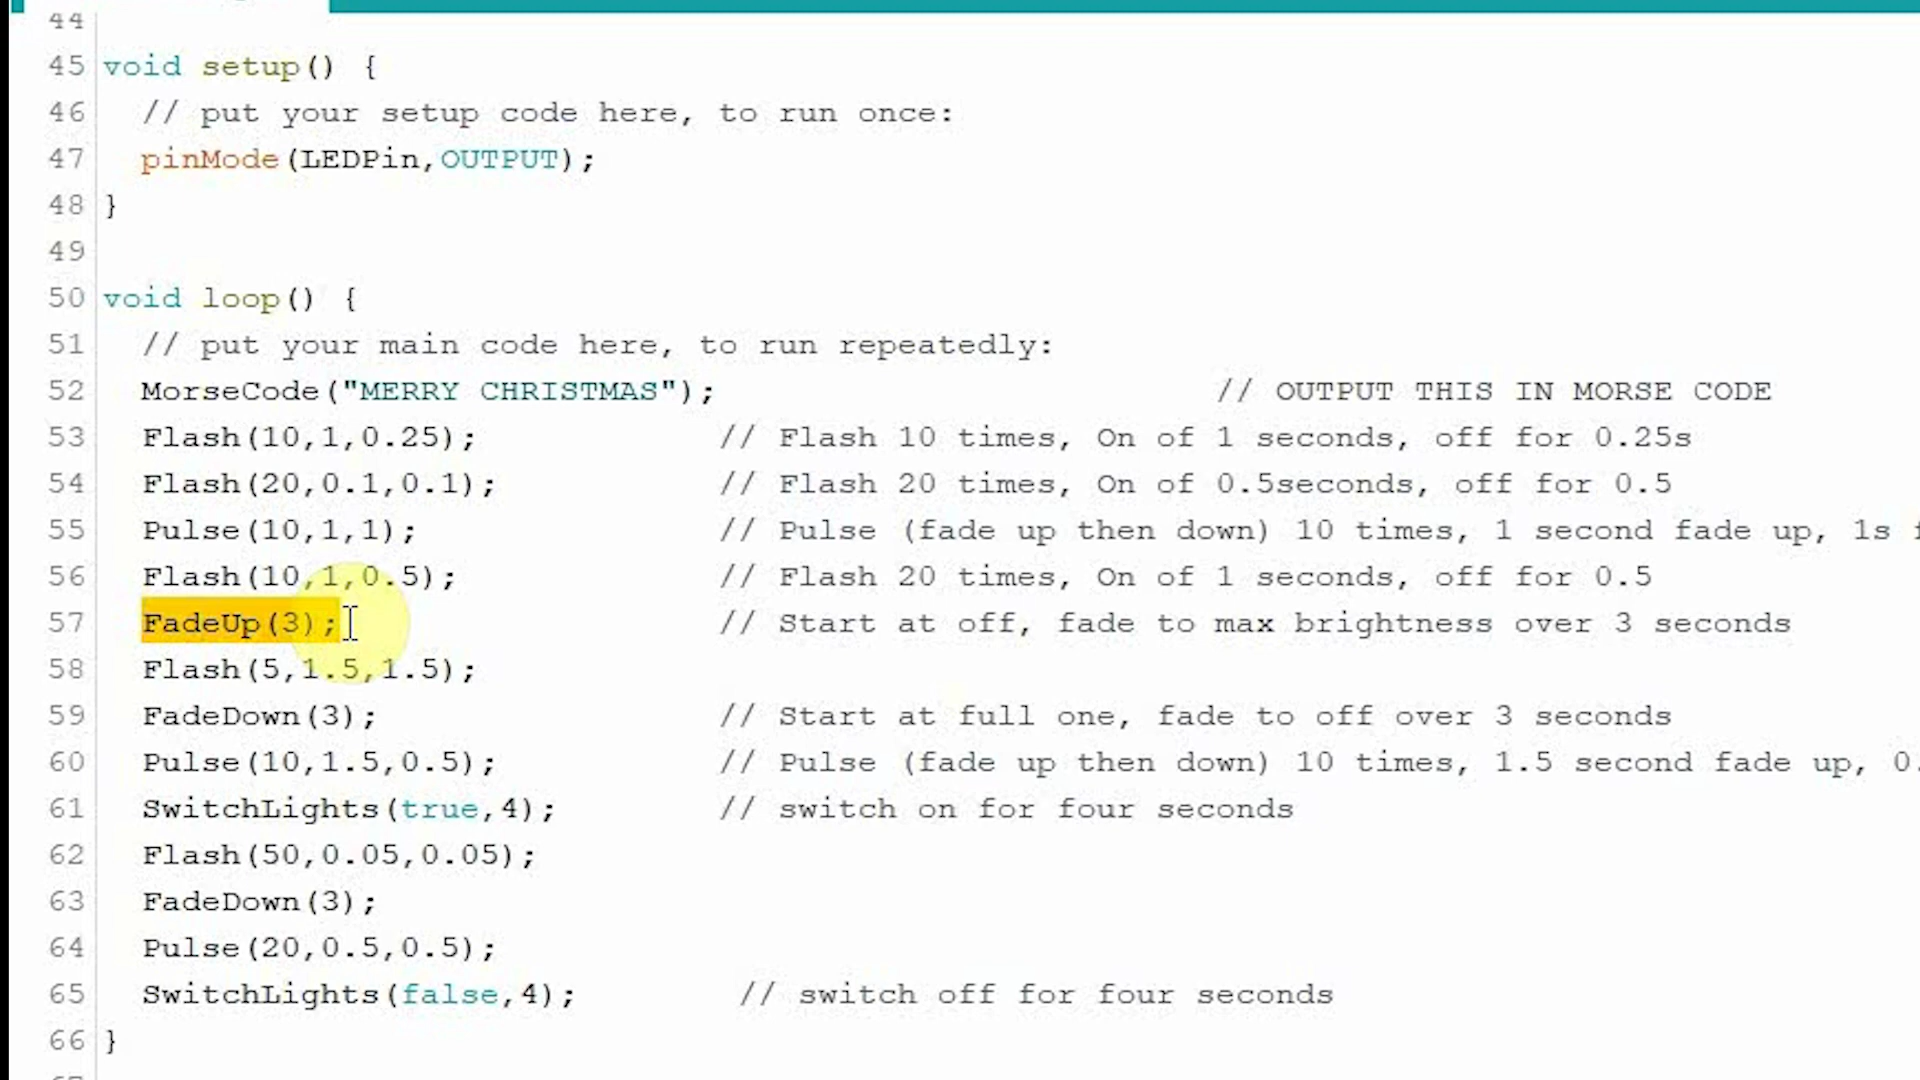 44
45 void setup() {
46 // put your setup code here, to run once:
47 pinMode(LEDPin,OUTPUT);
48 }
49
50 void loop() {
51 // put your main code here, to run repeatedly:
52 MorseCode("MERRY CHRISTMAS"); // OUTPUT THIS IN MORSE CODE
53 Flash(10,1,0.25); // Flash 10 times, On of 1 seconds, off for 0.25s
54 Flash(20,0.1,0.1); // Flash 20 times, On of 0.5seconds, off for 0.5
55 Pulse(10,1,1); // Pulse (fade up then down) 10 times, 1 second fade up, 1s
56 Flash(10,1,0.5); // Flash 20 times, On of 1 seconds, off for 0.5
57 FadeUp(3); // Start at off, fade to max brightness over 3 seconds
58 Flash(5,1.5,1.5);
59 FadeDown(3); // Start at full one, fade to off over 3 seconds
60 Pulse(10,1.5,0.5); // Pulse (fade up then down) 10 times, 1.5 second fade up, 0.
61 SwitchLights(true,4); // switch on for four seconds
62 Flash(50,0.05,0.05);
63 FadeDown(3);
64 Pulse(20,0.5,0.5);
65 SwitchLights(false,4); // switch off for four seconds
66 }